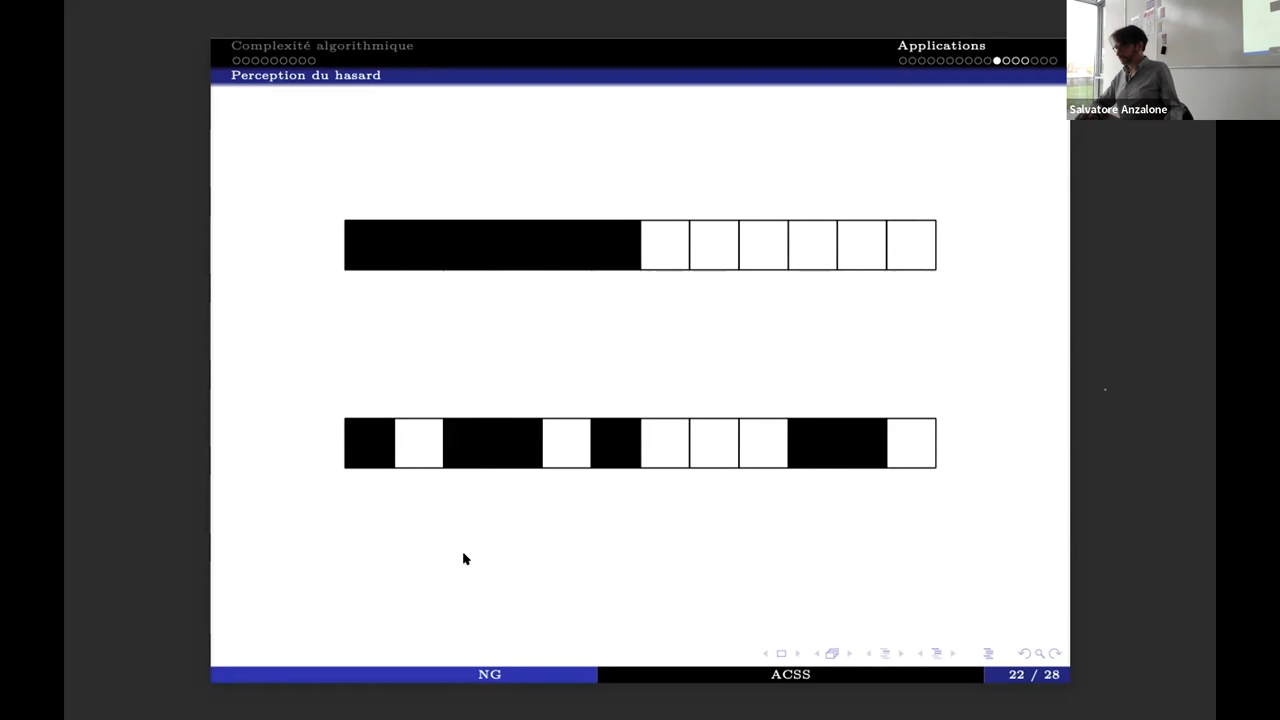 Complexité algorithmique
Applications
Perception du hasard
Salvatore Anzalone
NG
ACSS
22 / 28